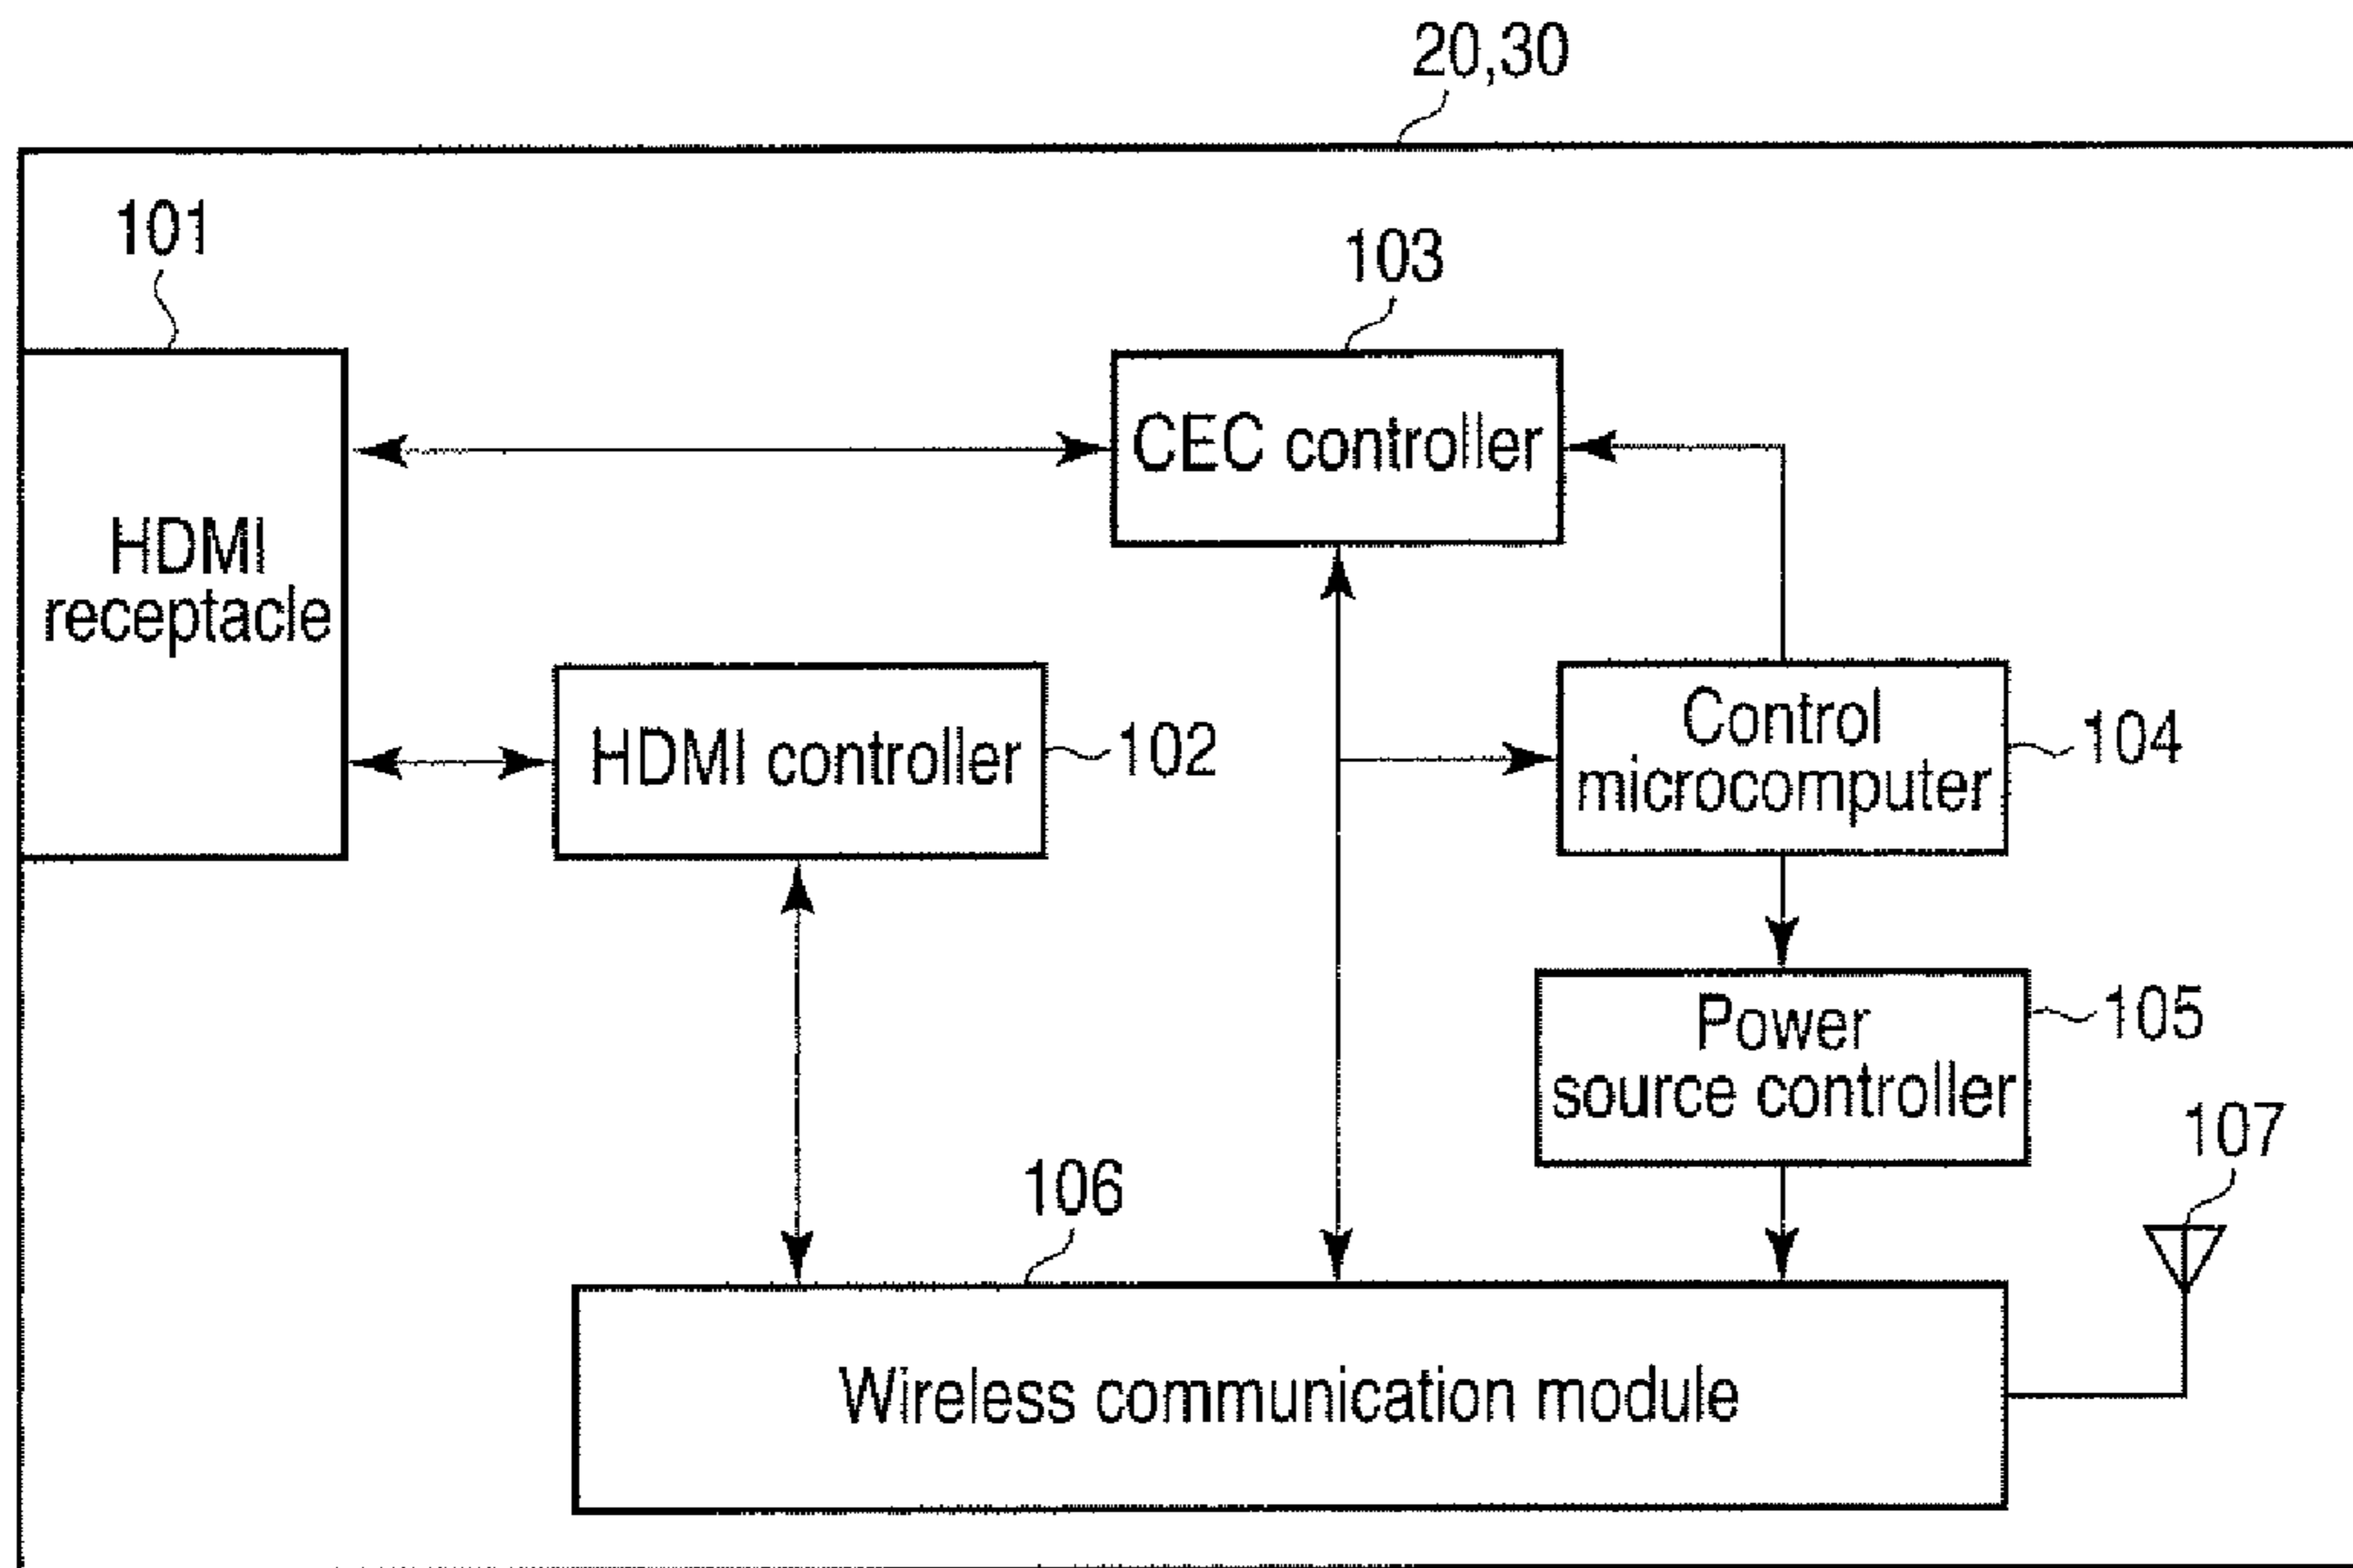 20,30
101
103
CEC controller
HDMI
receptacle
HDMI controller
102
Control
microcomputer
104
Power
source controller
105
107
106
Wireless communication module